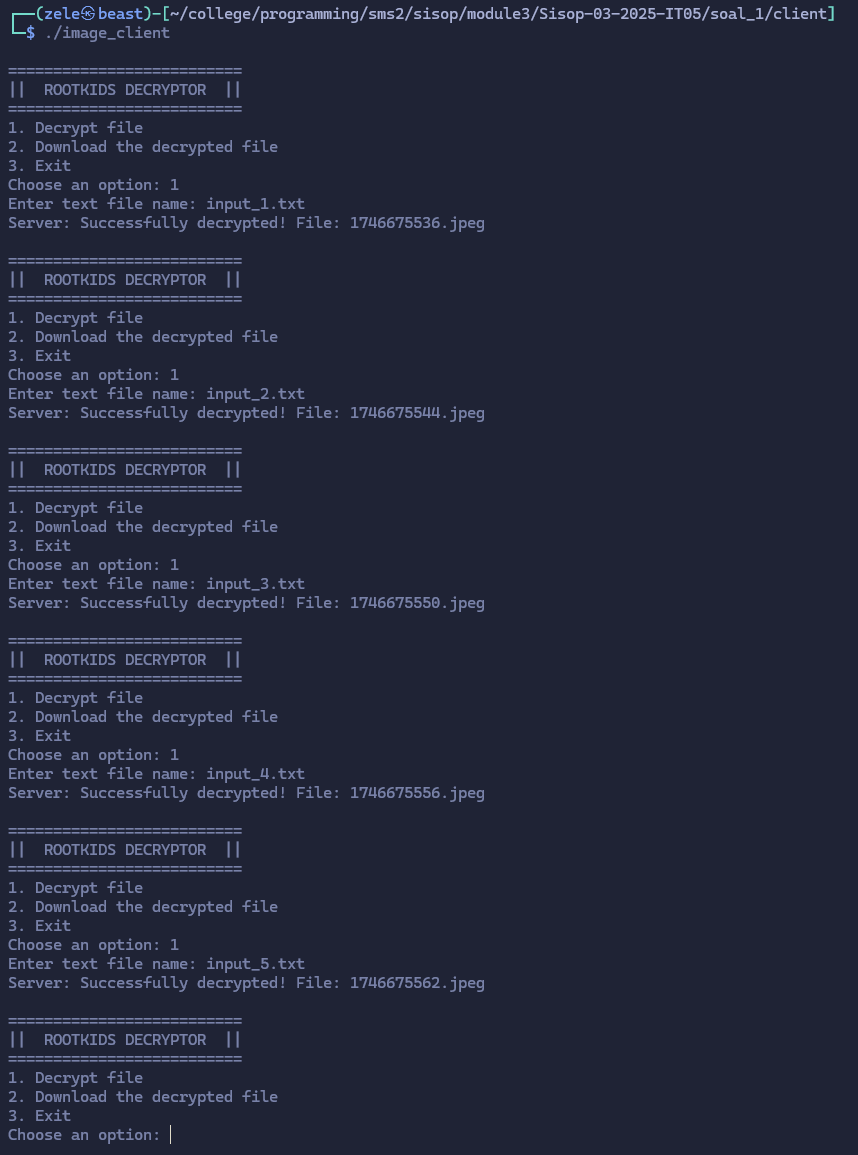 ┌──(zele㉿beast)-[~/college/programming/sms2/sisop/module3/Sisop-03-2025-IT05/soal_1/client]
└─$ ./image_client

==========================
||  ROOTKIDS DECRYPTOR  ||
==========================
1. Decrypt file
2. Download the decrypted file
3. Exit
Choose an option: 1
Enter text file name: input_1.txt
Server: Successfully decrypted! File: 1746675536.jpeg

==========================
||  ROOTKIDS DECRYPTOR  ||
==========================
1. Decrypt file
2. Download the decrypted file
3. Exit
Choose an option: 1
Enter text file name: input_2.txt
Server: Successfully decrypted! File: 1746675544.jpeg

==========================
||  ROOTKIDS DECRYPTOR  ||
==========================
1. Decrypt file
2. Download the decrypted file
3. Exit
Choose an option: 1
Enter text file name: input_3.txt
Server: Successfully decrypted! File: 1746675550.jpeg

==========================
||  ROOTKIDS DECRYPTOR  ||
==========================
1. Decrypt file
2. Download the decrypted file
3. Exit
Choose an option: 1
Enter text file name: input_4.txt
Server: Successfully decrypted! File: 1746675556.jpeg

==========================
||  ROOTKIDS DECRYPTOR  ||
==========================
1. Decrypt file
2. Download the decrypted file
3. Exit
Choose an option: 1
Enter text file name: input_5.txt
Server: Successfully decrypted! File: 1746675562.jpeg

==========================
||  ROOTKIDS DECRYPTOR  ||
==========================
1. Decrypt file
2. Download the decrypted file
3. Exit
Choose an option: